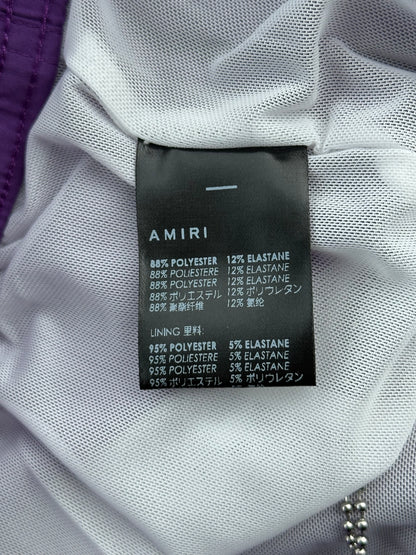 AMIRI
88% POLYESTER 12% ELASTANE
88% POLIESTERE 12% ELASTANE
88% POLIESTER 12% ELASTANE
88% ポリエステル 12% ポリウレタン
88% 聚酯纤维 12% 氨纶
LINING 里料:
95% POLYESTER 5% ELASTANE
95% POLIESTERE 5% ELASTANE
95% POLIESTER 5% ELASTANE
95% ポリエステル 5% ポリウレタン